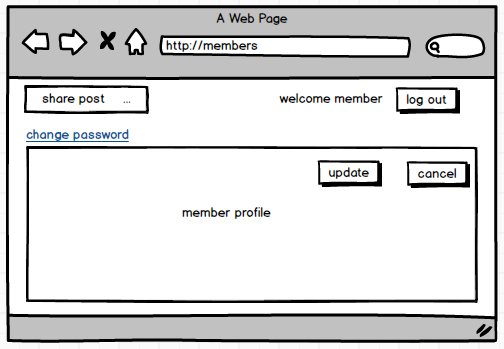 A Web Page
http://members
share post ...
welcome member
log out
change password
update
cancel
member profile